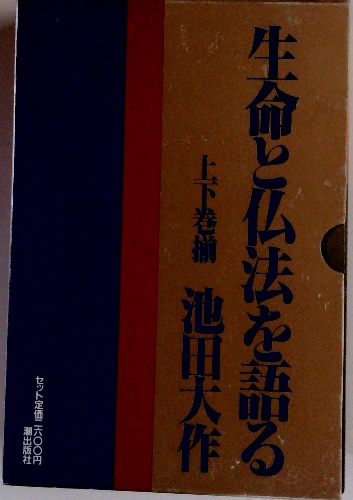 生命と仏法を語る
上下巻揃
池田大作
セット定価二六〇〇円
潮出版社